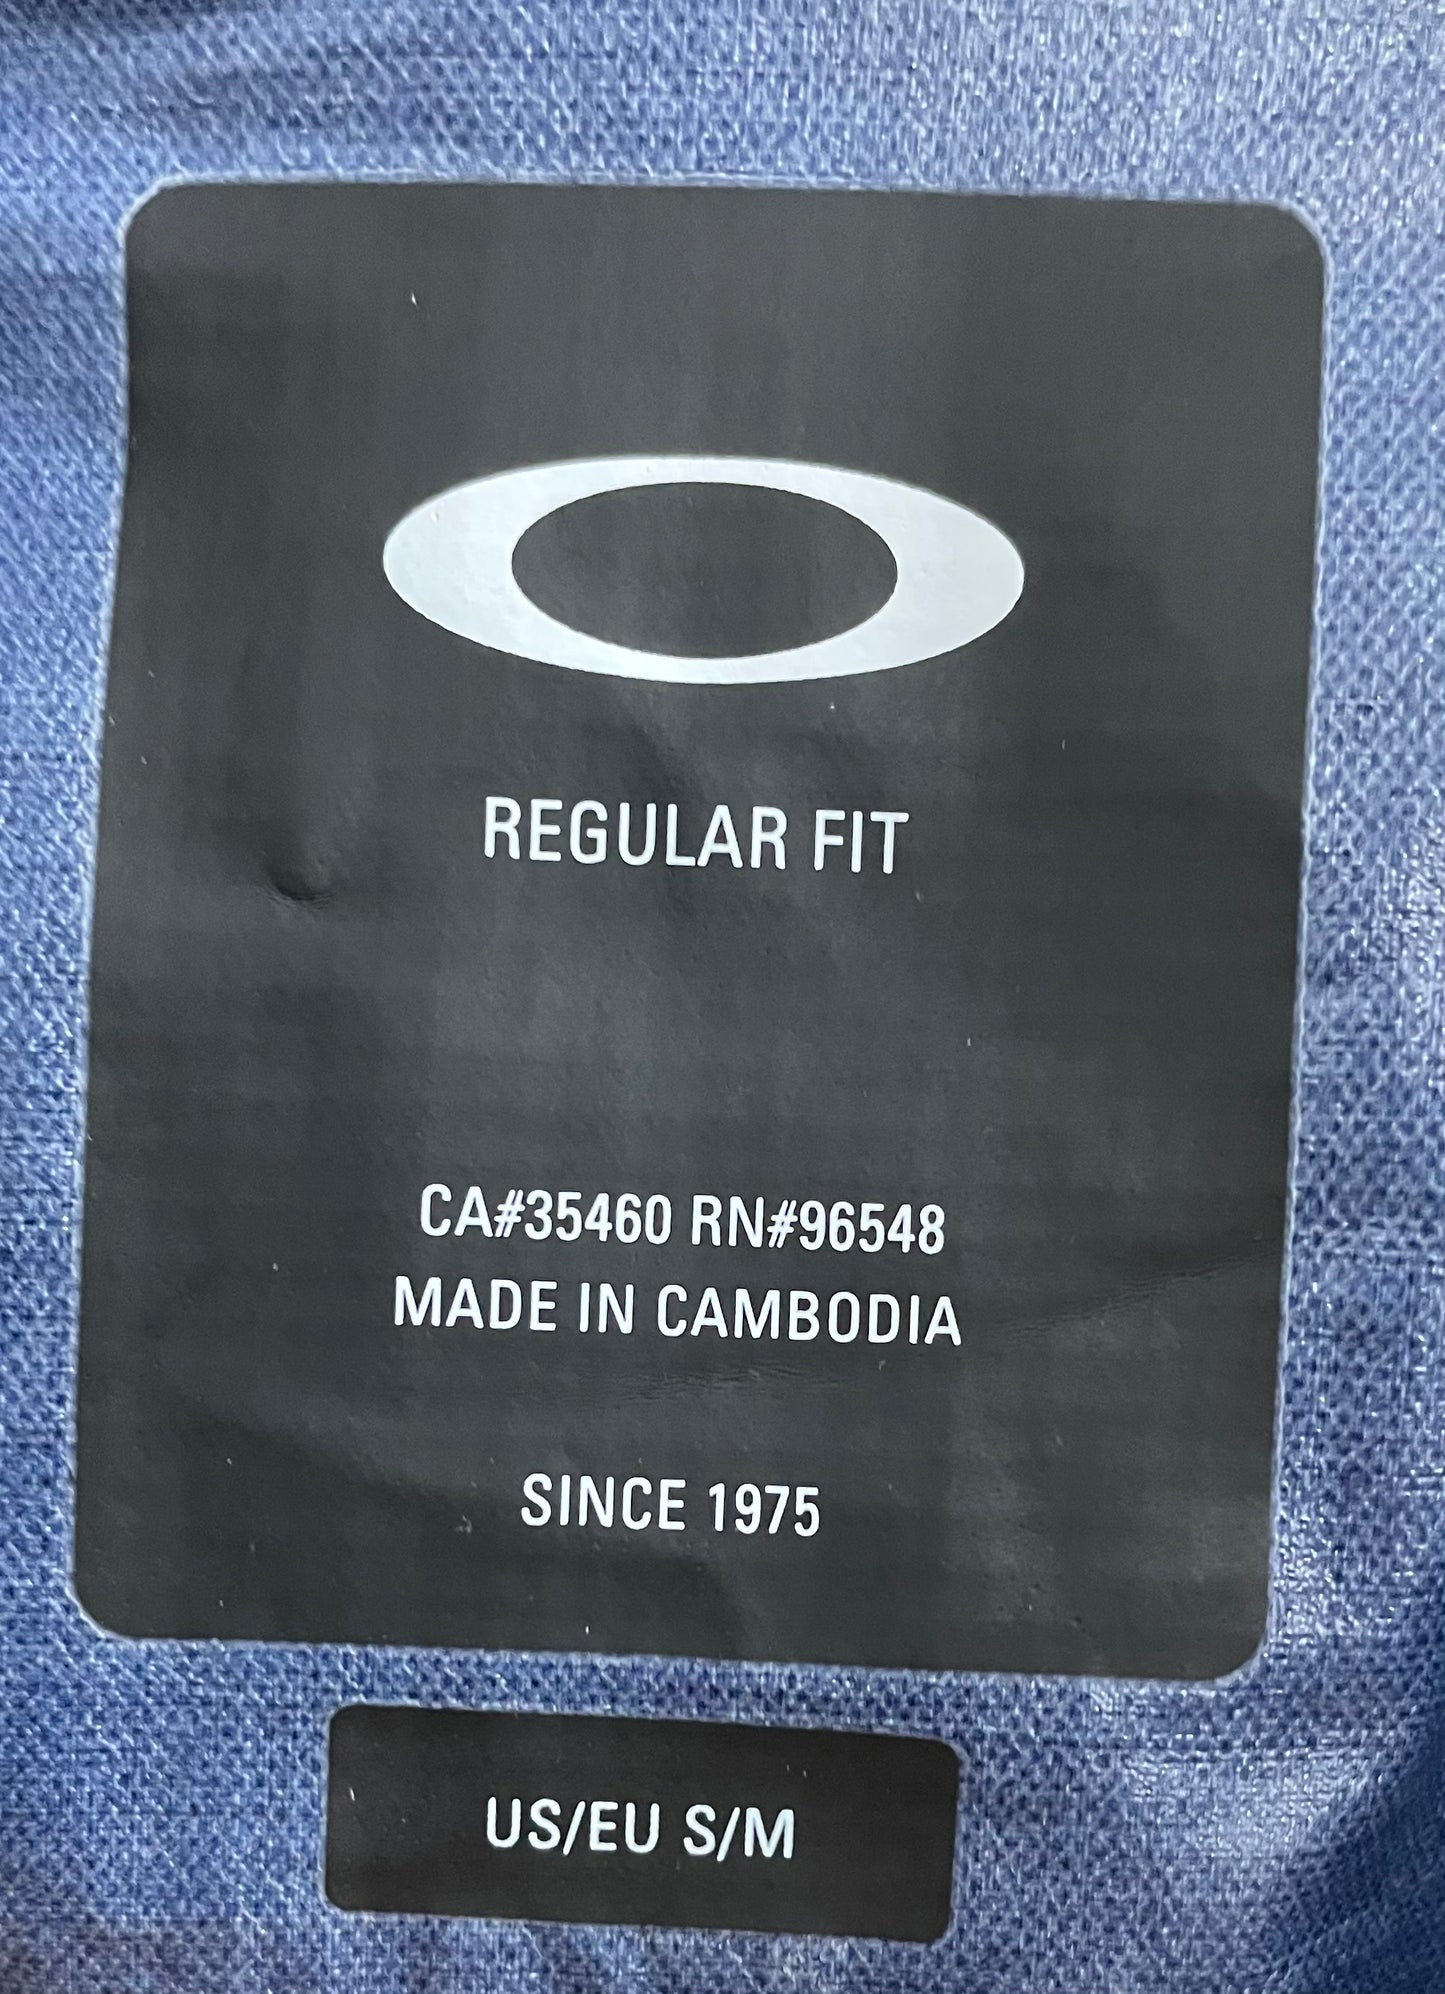 REGULAR FIT
CA#35460 RN#96548
MADE IN CAMBODIA
SINCE 1975
US/EU S/M